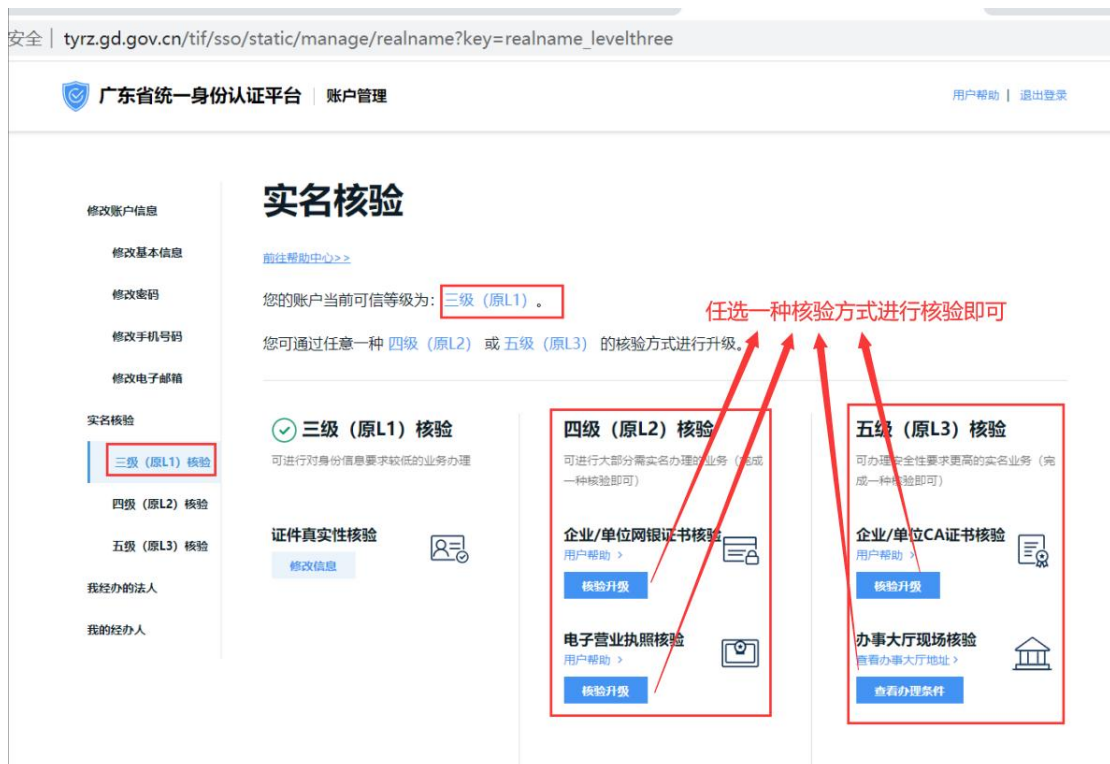 安全 | tyrz.gd.gov.cn/tif/sso/static/manage/realname?key=realname_levelthree
广东省统一身份认证平台 账户管理
用户帮助 | 退出登录
修改账户信息
修改基本信息
修改密码
修改手机号码
修改电子邮箱
实名核验
三级（原L1）核验
四级（原L2）核验
五级（原L3）核验
我经办的法人
我的经办人
实名核验
前往帮助中心>>
您的账户当前可信等级为：三级（原L1）。
您可通过任意一种 四级（原L2） 或 五级（原L3） 的核验方式进行升级。
任选一种核验方式进行核验即可
三级（原L1）核验
可进行对身份信息要求较低的业务办理
证件真实性核验
修改信息
四级（原L2）核验
可进行大部分需实名办理的业务（完成
一种核验即可）
企业/单位网银证书核验
用户帮助 >
核验升级
电子营业执照核验
用户帮助 >
核验升级
五级（原L3）核验
可办理安全性要求更高的实名业务（完
成一种核验即可）
企业/单位CA证书核验
用户帮助 >
核验升级
办事大厅现场核验
查看办事大厅地址 >
查看办理条件